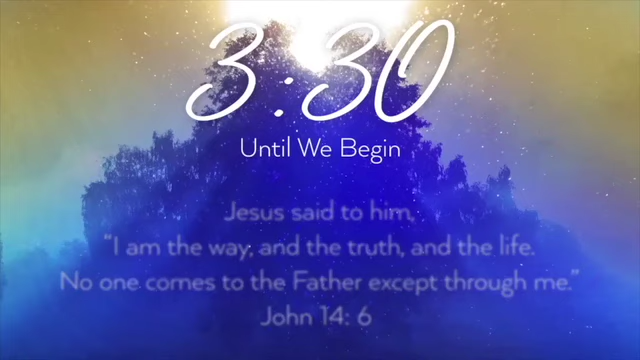 3:30
Until We Begin
Jesus said to him,
“I am the way, and the truth, and the life.
No one comes to the Father except through me.”
John 14: 6